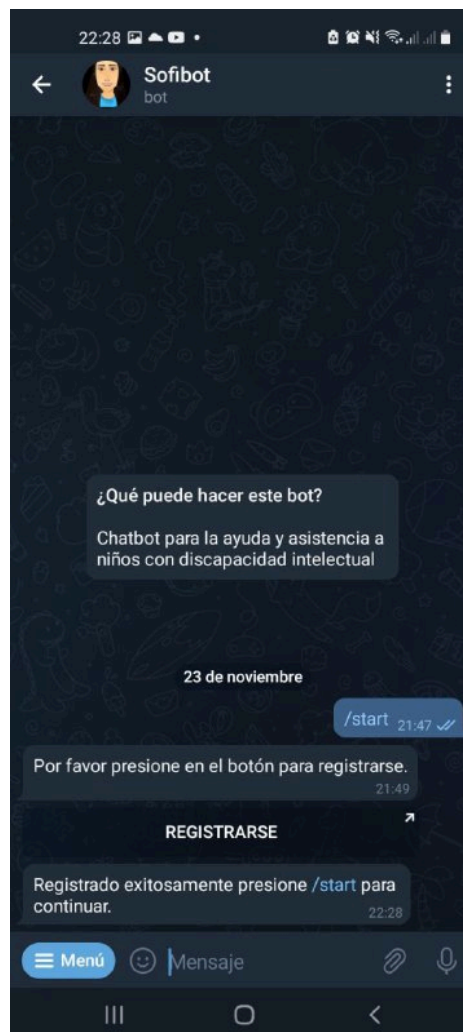 22:28
Sofibot
bot
¿Qué puede hacer este bot?
Chatbot para la ayuda y asistencia a
niños con discapacidad intelectual
23 de noviembre
/start 21:47
Por favor presione en el botón para registrarse.
21:49
REGISTRARSE
Registrado exitosamente presione /start para
continuar.
22:28
Menú
Mensaje